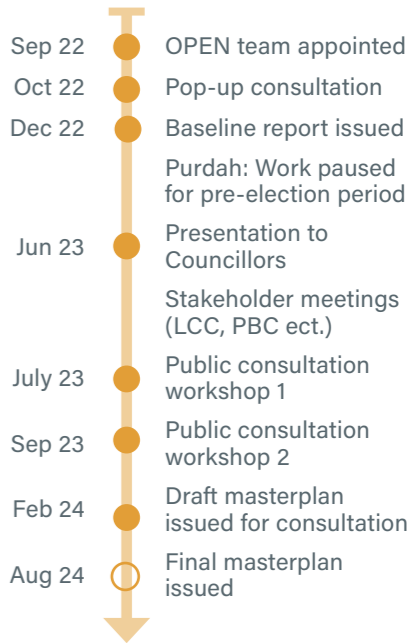 Sep 22 OPEN team appointed
Oct 22 Pop-up consultation
Dec 22 Baseline report issued
Purdah: Work paused
for pre-election period
Jun 23 Presentation to
Councillors
Stakeholder meetings
(LCC, PBC ect.)
July 23 Public consultation
workshop 1
Sep 23 Public consultation
workshop 2
Feb 24 Draft masterplan
issued for consultation
Aug 24 Final masterplan
issued